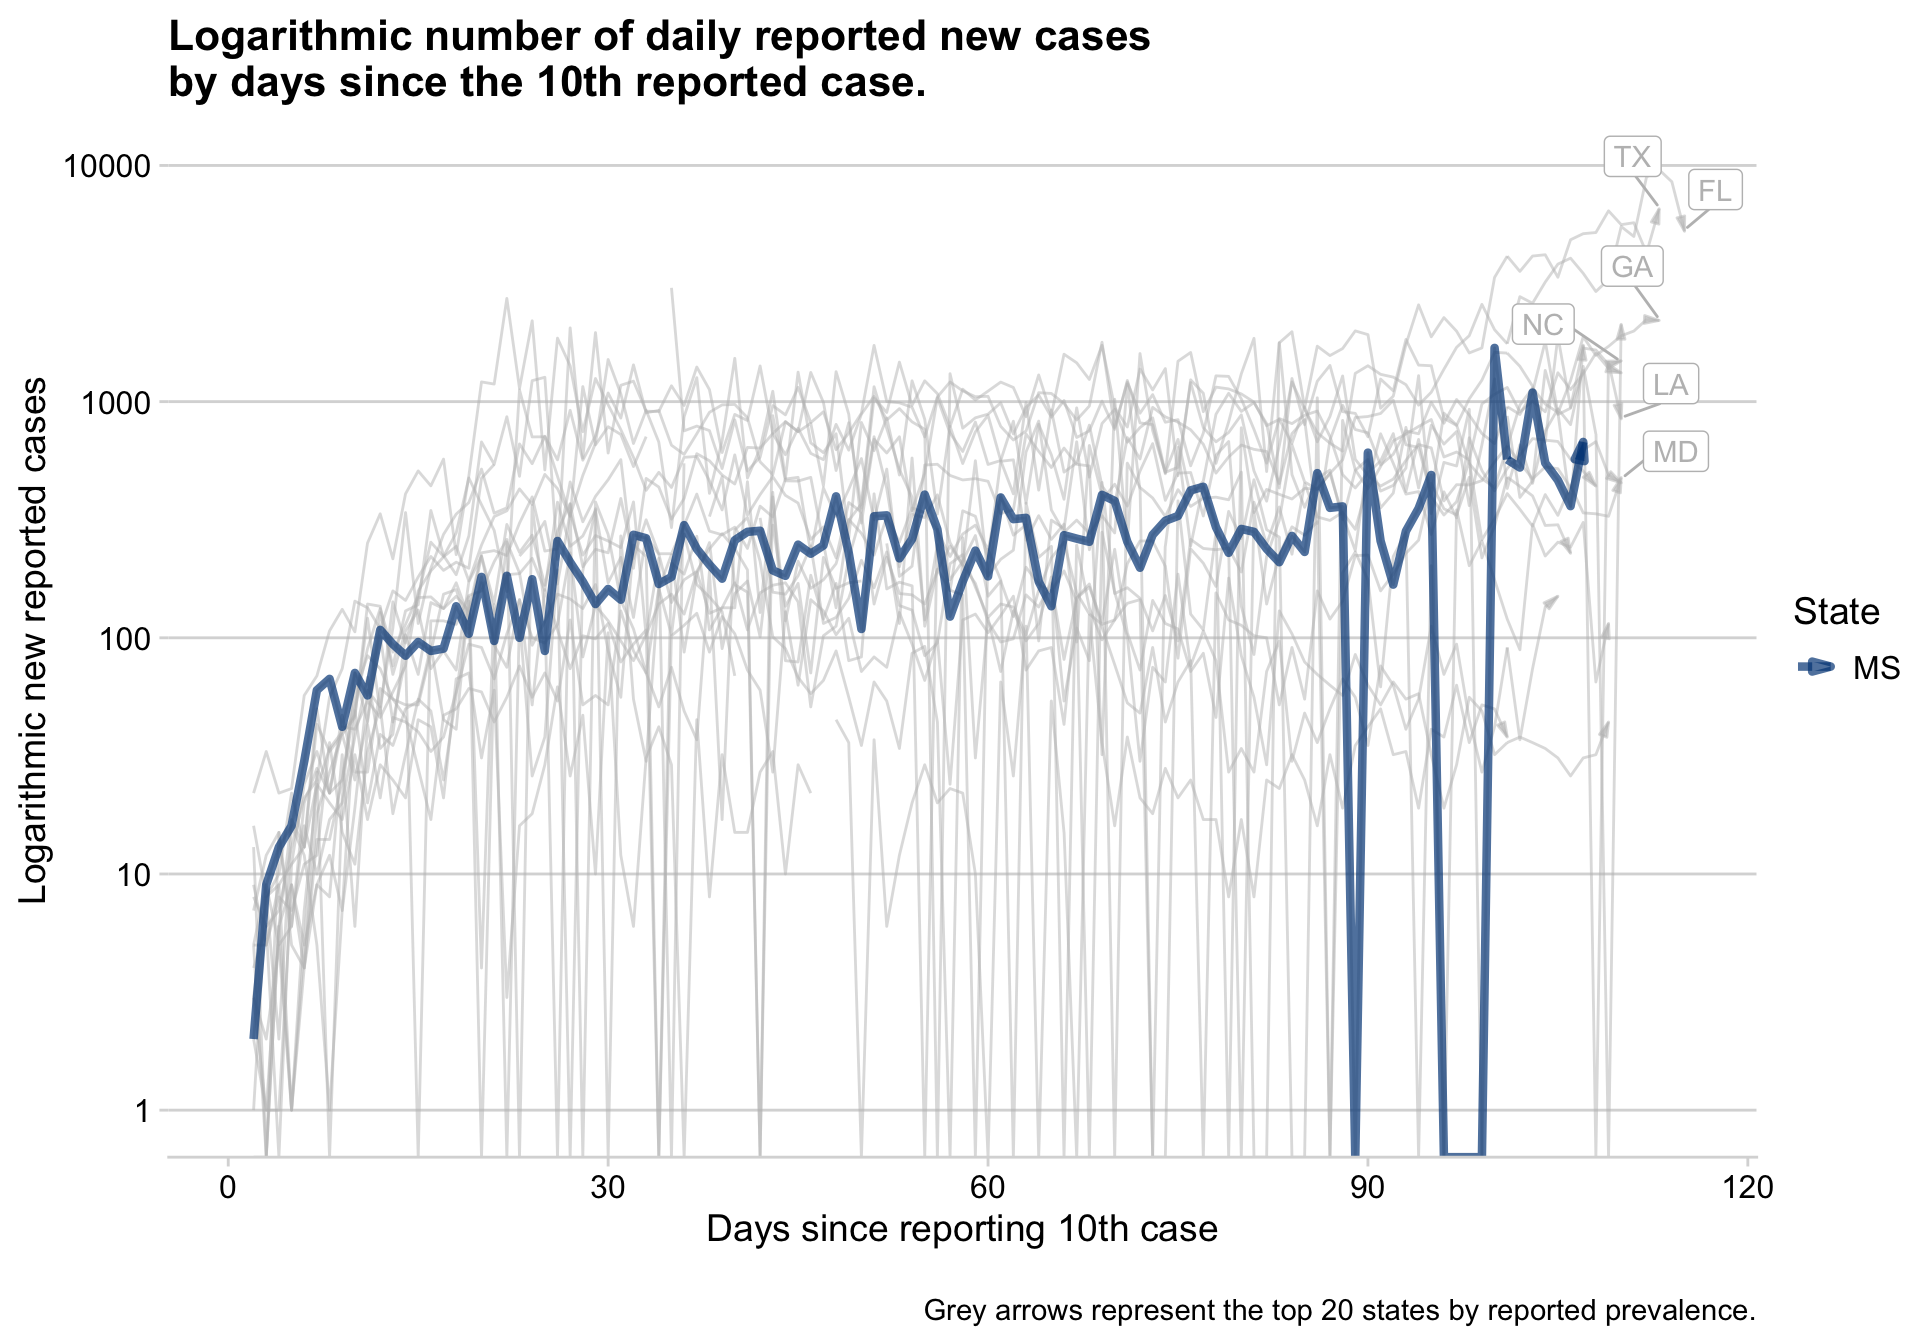 Logarithmic number of daily reported new cases
by days since the 10th reported case.
Logarithmic new reported cases
10000
1000
100
10
1
TX
FL
GA
NC
LA
MD
State
MS
0
30
60
90
120
Days since reporting 10th case
Grey arrows represent the top 20 states by reported prevalence.